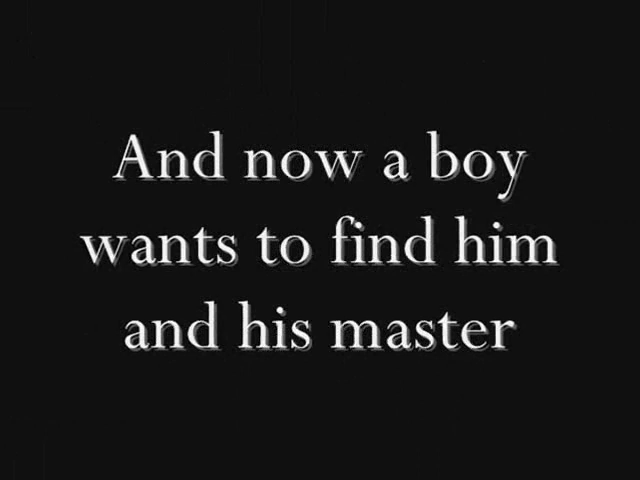 And now a boy
wants to find him
and his master